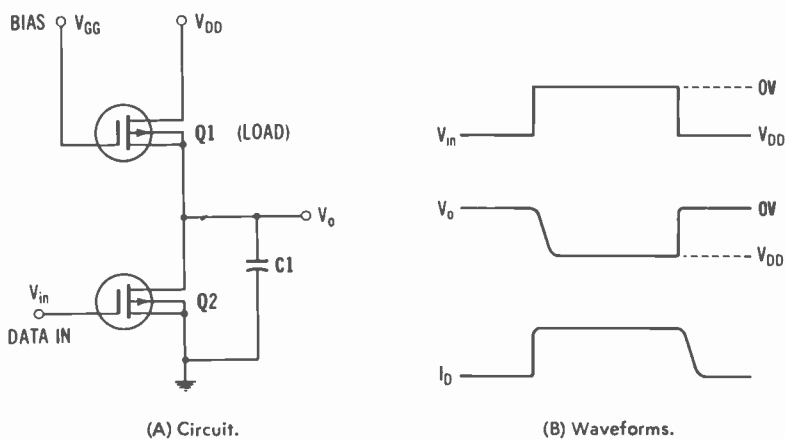 BIAS V_GG V_DD
Q1 (LOAD)
V_o
C1
V_in
Q2
DATA IN
(A) Circuit.
0V
V_in V_DD
V_o 0V
V_DD
I_D
(B) Waveforms.